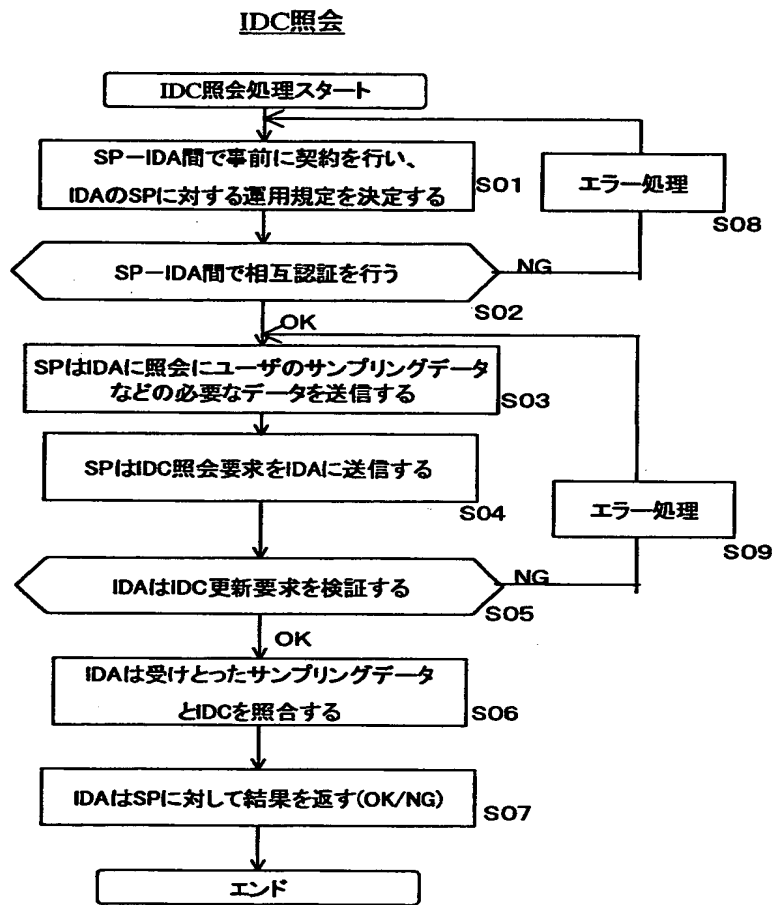 IDC照会
IDC照会処理スタート
SP－IDA間で事前に契約を行い、
IDAのSPに対する運用規定を決定する
S01
エラー処理
S08
SP－IDA間で相互認証を行う
NG
S02
OK
SPはIDAに照会にユーザのサンプリングデータ
などの必要なデータを送信する
S03
SPはIDC照会要求をIDAに送信する
S04
エラー処理
S09
IDAはIDC更新要求を検証する
NG
S05
OK
IDAは受けとったサンプリングデータ
とIDCを照合する
S06
IDAはSPに対して結果を返す(OK/NG)
S07
エンド